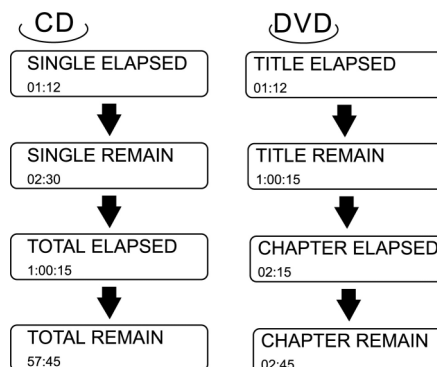 CD
SINGLE ELAPSED
01:12
SINGLE REMAIN
02:30
TOTAL ELAPSED
1:00:15
TOTAL REMAIN
57:45
DVD
TITLE ELAPSED
01:12
TITLE REMAIN
1:00:15
CHAPTER ELAPSED
02:15
CHAPTER REMAIN
02:45